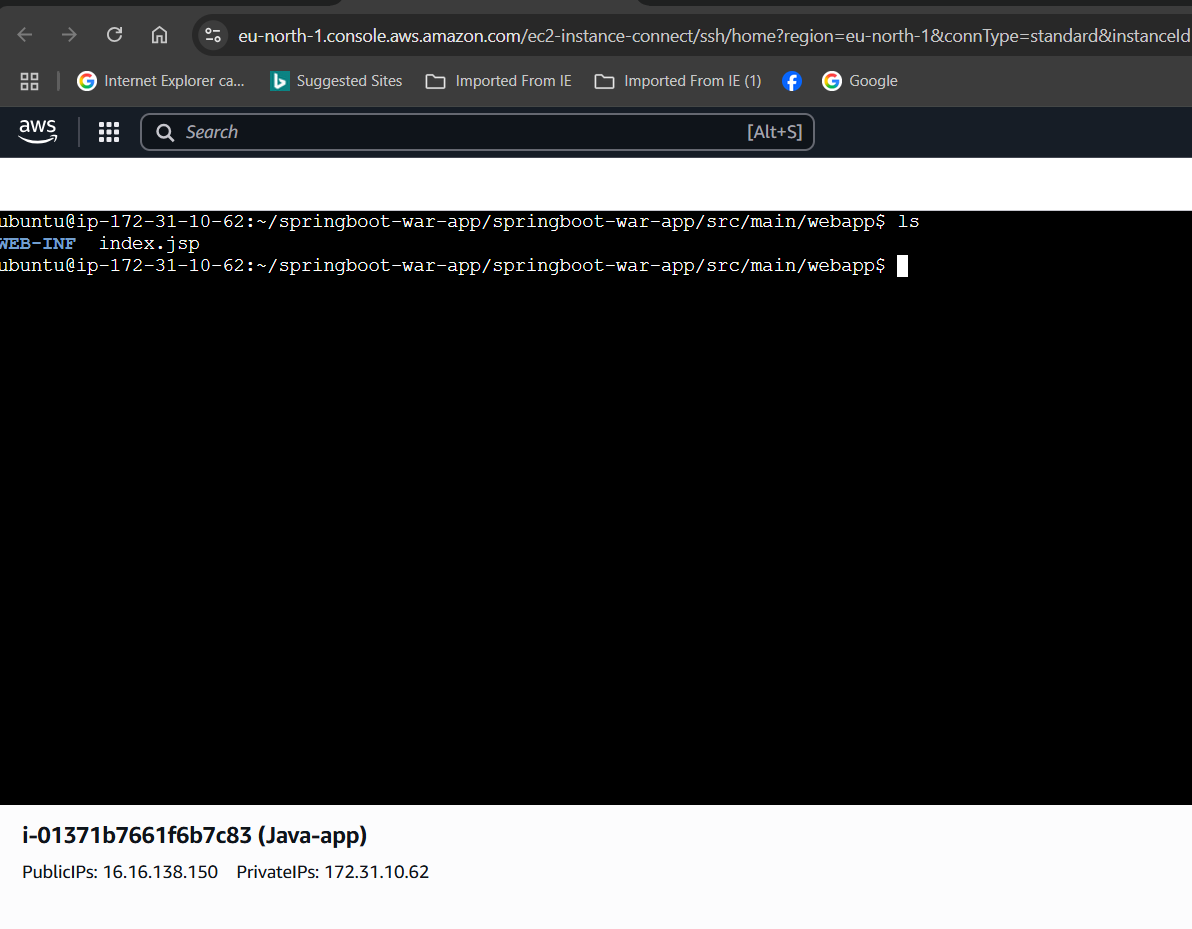 eu-north-1.console.aws.amazon.com/ec2-instance-connect/ssh/home?region=eu-north-1&connType=standard&instanceId
Internet Explorer ca... Suggested Sites Imported From IE Imported From IE (1) Google
aws Search [Alt+S]
ubuntu@ip-172-31-10-62:~/springboot-war-app/springboot-war-app/src/main/webapp$ ls
WEB-INF index.jsp
ubuntu@ip-172-31-10-62:~/springboot-war-app/springboot-war-app/src/main/webapp$
i-01371b7661f6b7c83 (Java-app)
PublicIPs: 16.16.138.150 PrivateIPs: 172.31.10.62